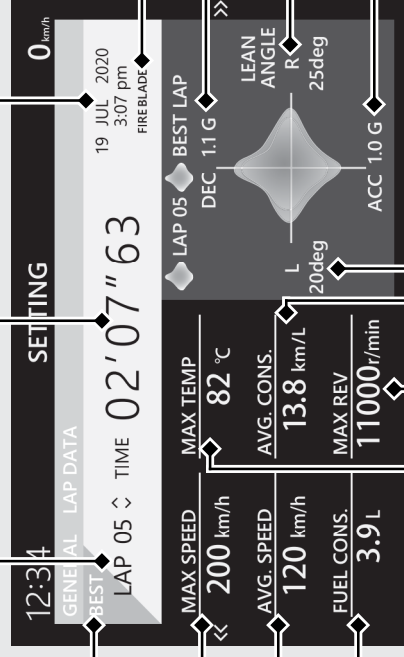 12:34 SETTING 0 km/h
GENERAL LAP DATA
BEST
LAP 05 TIME 02'07"63
19 JUL 2020
3:07 pm
FIREBLADE
MAX SPEED
200 km/h
MAX TEMP
82 °C
AVG. SPEED
120 km/h
AVG. CONS.
13.8 km/L
FUEL CONS.
3.9 L
MAX REV
11000r/min
LAP 05 BEST LAP
DEC 1.1 G
LEAN
ANGLE
L
20deg
R
25deg
ACC 1.0 G